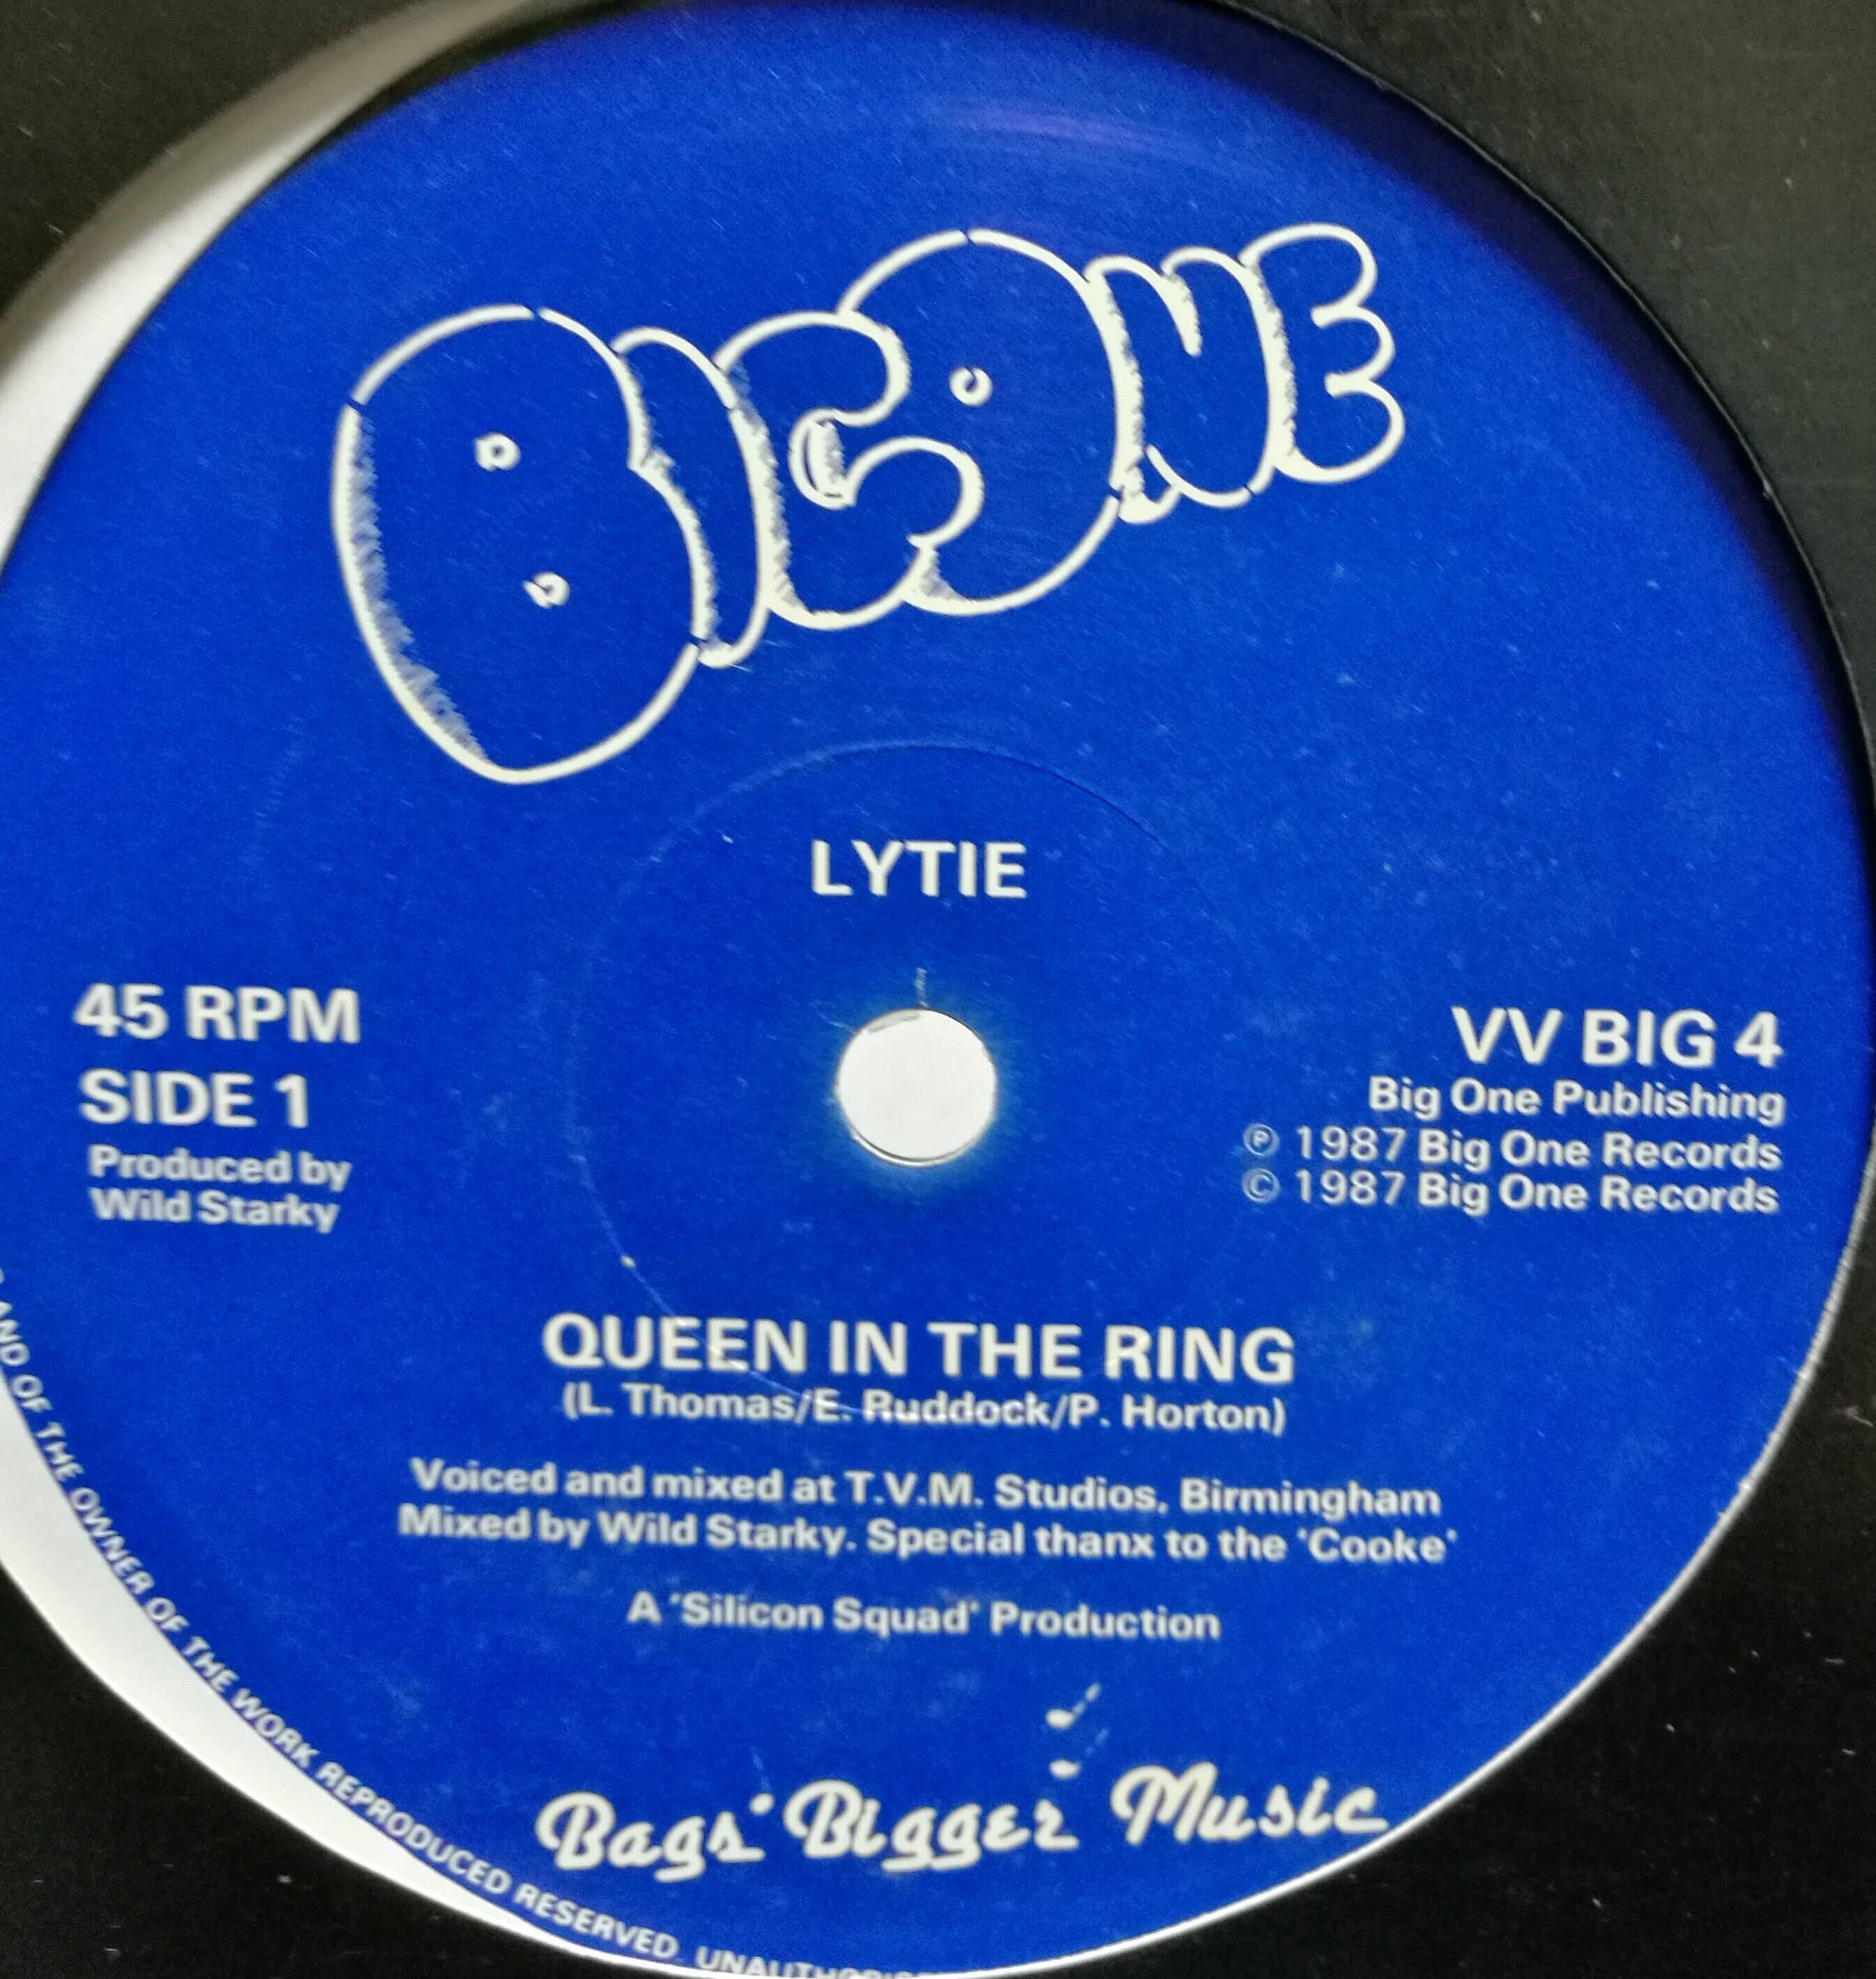 BIG ONE
LYTIE
45 RPM
SIDE 1
Produced by
Wild Starky
VV BIG 4
Big One Publishing
℗ 1987 Big One Records
© 1987 Big One Records
QUEEN IN THE RING
(L. Thomas/E. Ruddock/P. Horton)
Voiced and mixed at T.V.M. Studios, Birmingham
Mixed by Wild Starky. Special thanx to the 'Cooke'
A 'Silicon Squad' Production
Bags' Bigger Music
AND OF THE OWNER OF THE WORK REPRODUCED RESERVED. UNAUTHORIS